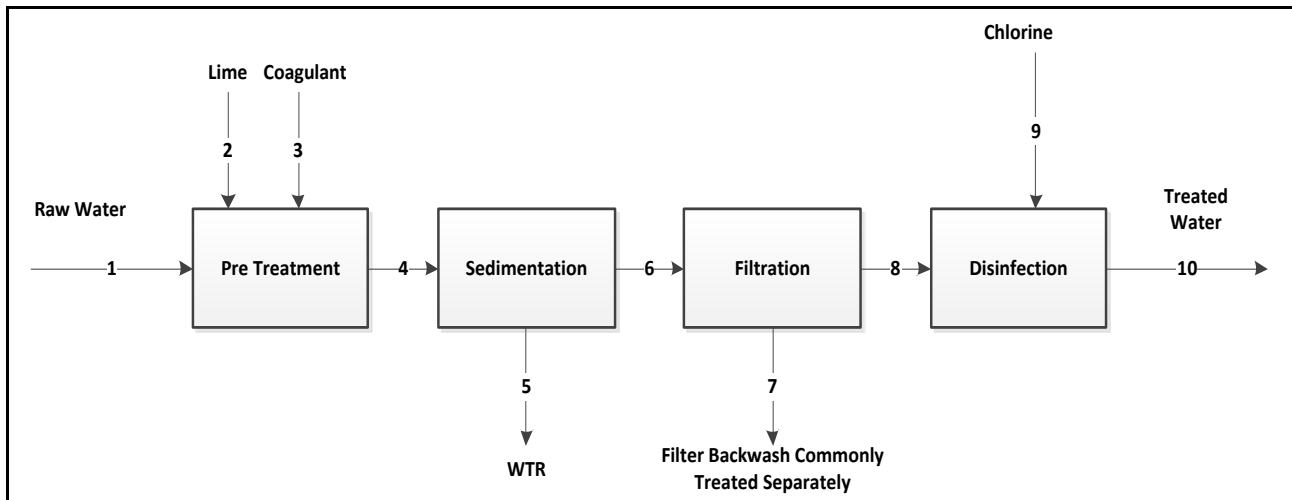 Chlorine
Lime Coagulant
2 3 9
Raw Water
Treated
Water
1 Pre Treatment 4 Sedimentation 6 Filtration 8 Disinfection 10
5 7
WTR
Filter Backwash Commonly
Treated Separately